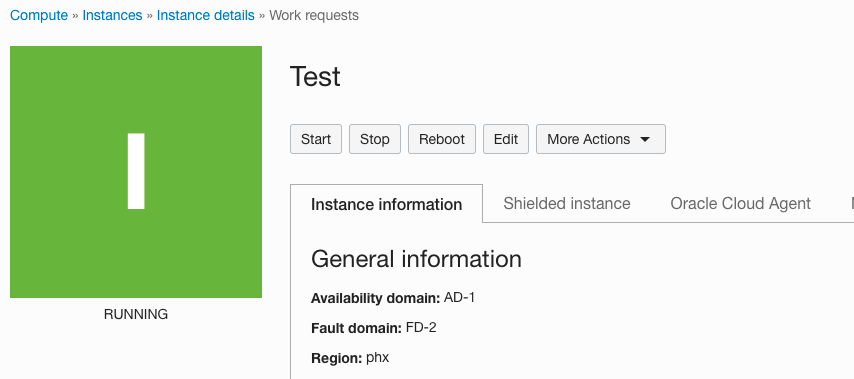 Compute » Instances » Instance details » Work requests
I
RUNNING
Test
Start Stop Reboot Edit More Actions
Instance information Shielded instance Oracle Cloud Agent
General information
Availability domain: AD-1
Fault domain: FD-2
Region: phx